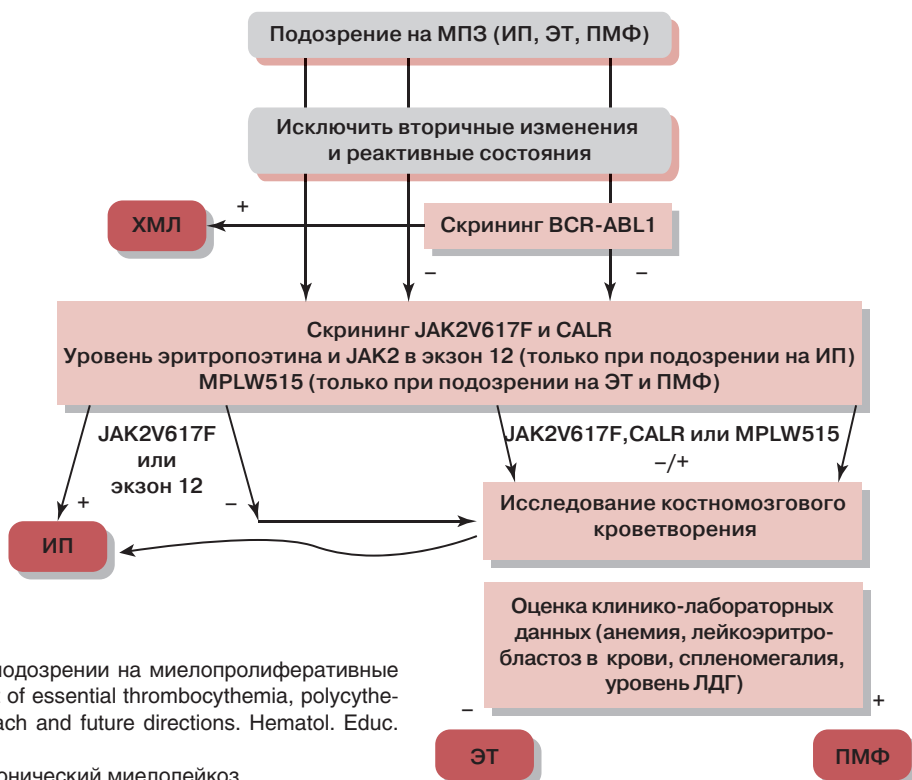 Подозрение на МПЗ (ИП, ЭТ, ПМФ)
Исключить вторичные изменения
и реактивные состояния
ХМЛ
+
Скрининг BCR-ABL1
–
–
Скрининг JAK2V617F и CALR
Уровень эритропоэтина и JAK2 в экзон 12 (только при подозрении на ИП)
MPLW515 (только при подозрении на ЭТ и ПМФ)
JAK2V617F
или
экзон 12
+
–
JAK2V617F,CALR или MPLW515
–/+
Исследование костномозгового
кроветворения
ИП
Оценка клинико-лабораторных
данных (анемия, лейкоэритро-
бластоз в крови, спленомегалия,
уровень ЛДГ)
–
+
ЭТ
ПМФ
подозрении на миелопролиферативные
of essential thrombocythemia, polycythe-
ach and future directions. Hematol. Educ.
онический миелолейкоз